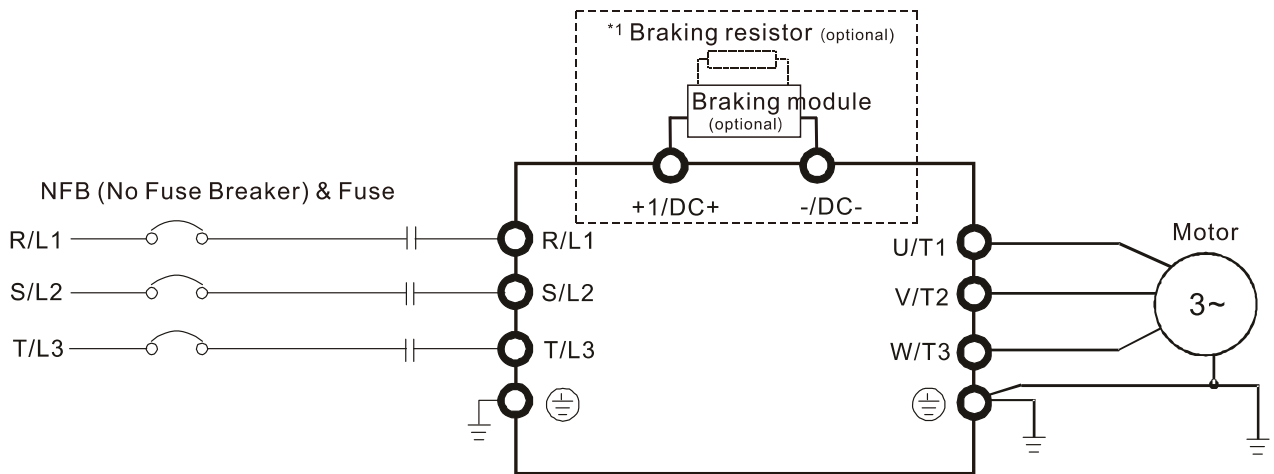 *1 Braking resistor (optional)
Braking module
(optional)
+1/DC+ -/DC-
NFB (No Fuse Breaker) & Fuse
R/L1 R/L1 U/T1 Motor
S/L2 S/L2 V/T2 3~
T/L3 T/L3 W/T3